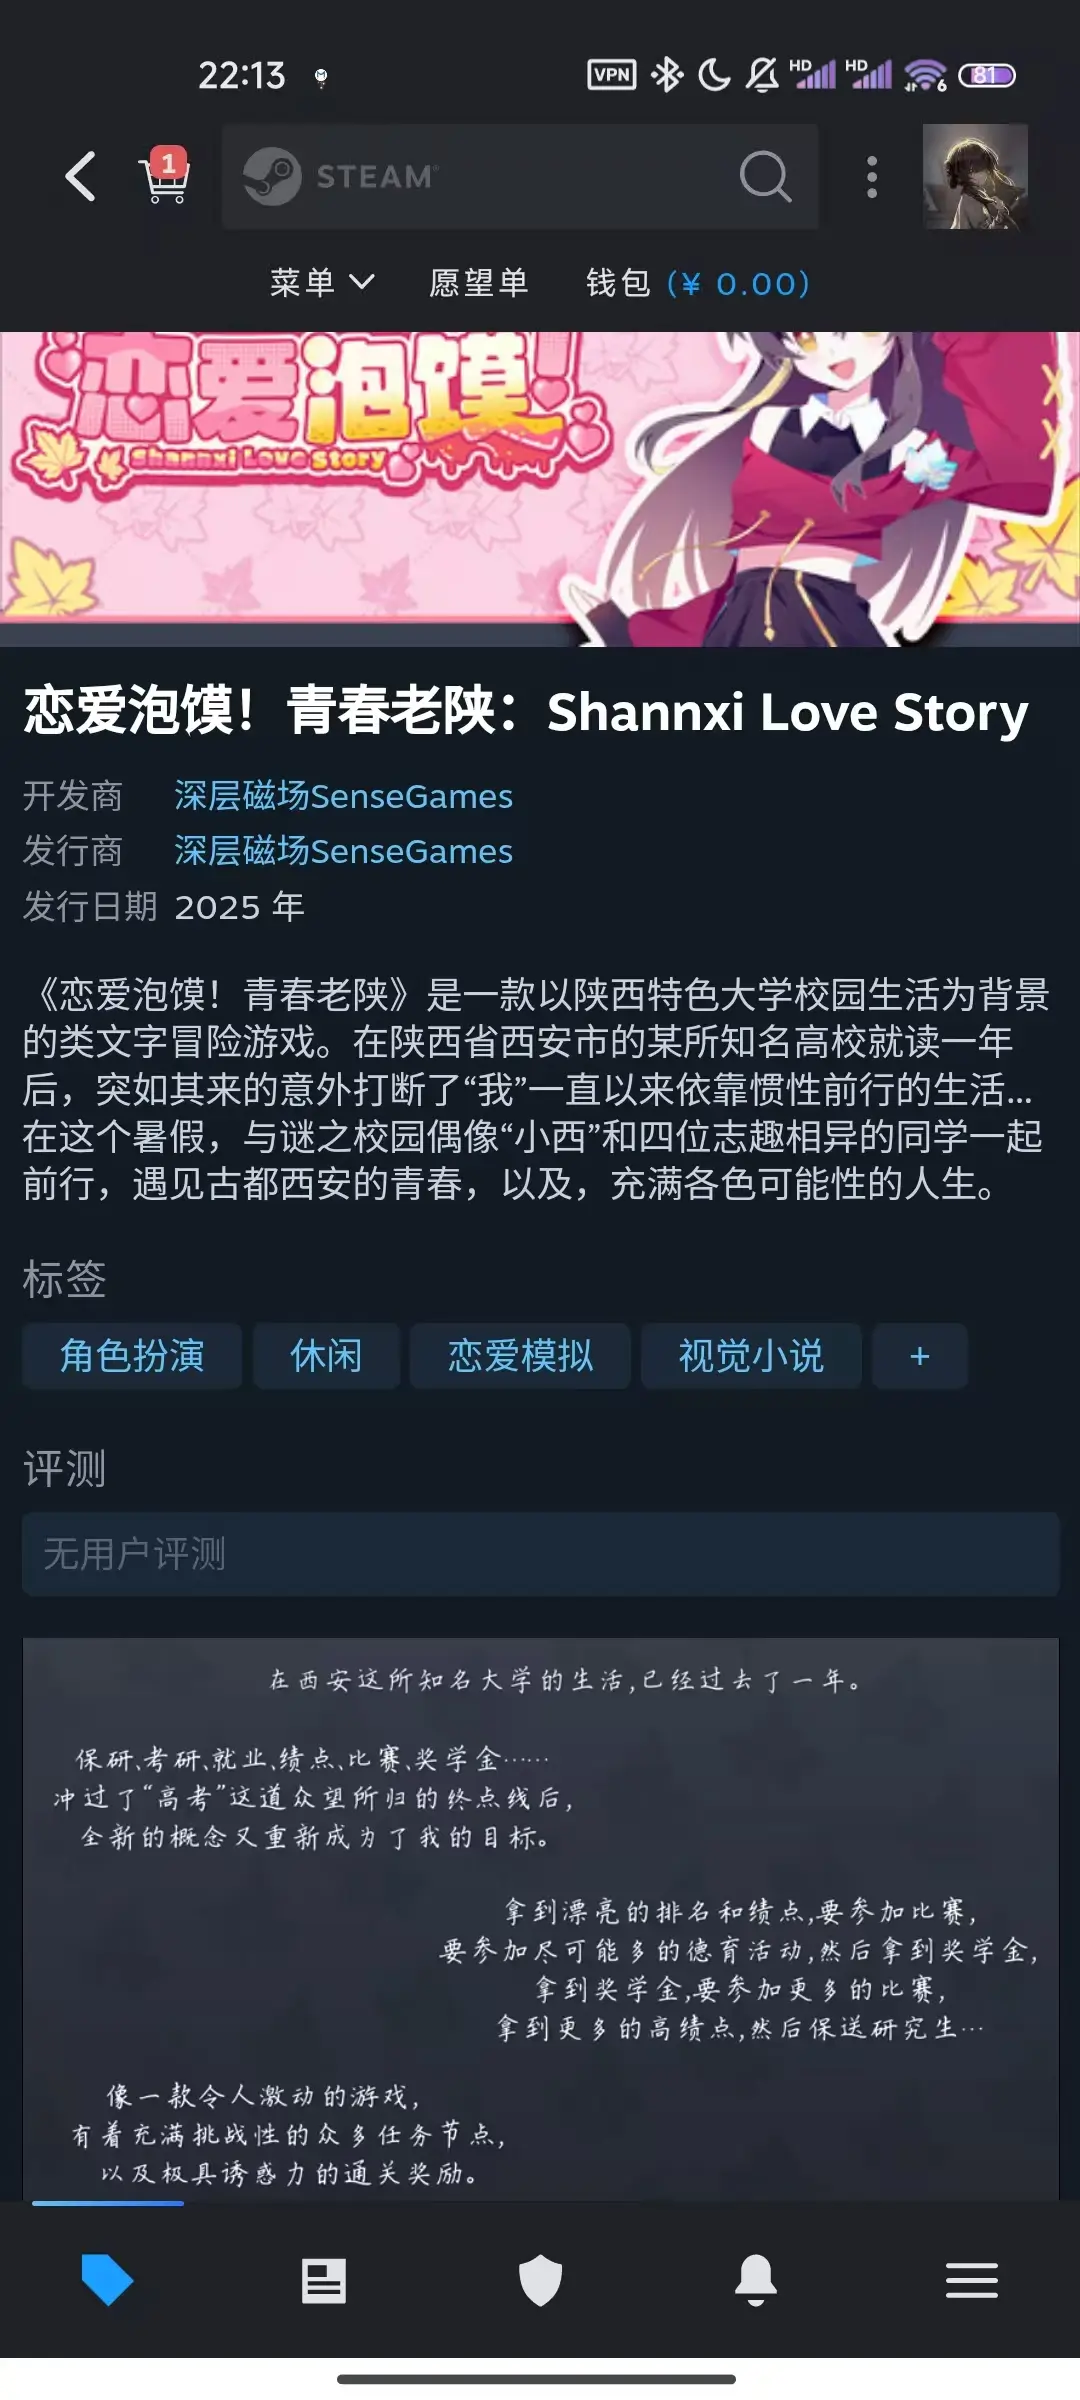 22:13
VPN
HD
HD
6
81
1
STEAM
菜单
愿望单
钱包 (¥ 0.00)
恋爱泡馍!
Shannxi Love Story
恋爱泡馍！青春老陕：Shannxi Love Story
开发商 深层磁场SenseGames
发行商 深层磁场SenseGames
发行日期 2025 年
《恋爱泡馍！青春老陕》是一款以陕西特色大学校园生活为背景
的类文字冒险游戏。在陕西省西安市的某所知名高校就读一年
后，突如其来的意外打断了“我”一直以来依靠惯性前行的生活...
在这个暑假，与谜之校园偶像“小西”和四位志趣相异的同学一起
前行，遇见古都西安的青春，以及，充满各色可能性的人生。
标签
角色扮演
休闲
恋爱模拟
视觉小说
+
评测
无用户评测
在西安这所知名大学的生活,已经过去了一年。
保研、考研、就业、绩点、比赛、奖学金……
冲过了“高考”这道众望所归的终点线后,
全新的概念又重新成为了我的目标。
拿到漂亮的排名和绩点,要参加比赛,
要参加尽可能多的德育活动,然后拿到奖学金,
拿到奖学金,要参加更多的比赛,
拿到更多的高绩点,然后保送研究生…
像一款令人激动的游戏,
有着充满挑战性的众多任务节点,
以及极具诱惑力的通关奖励。